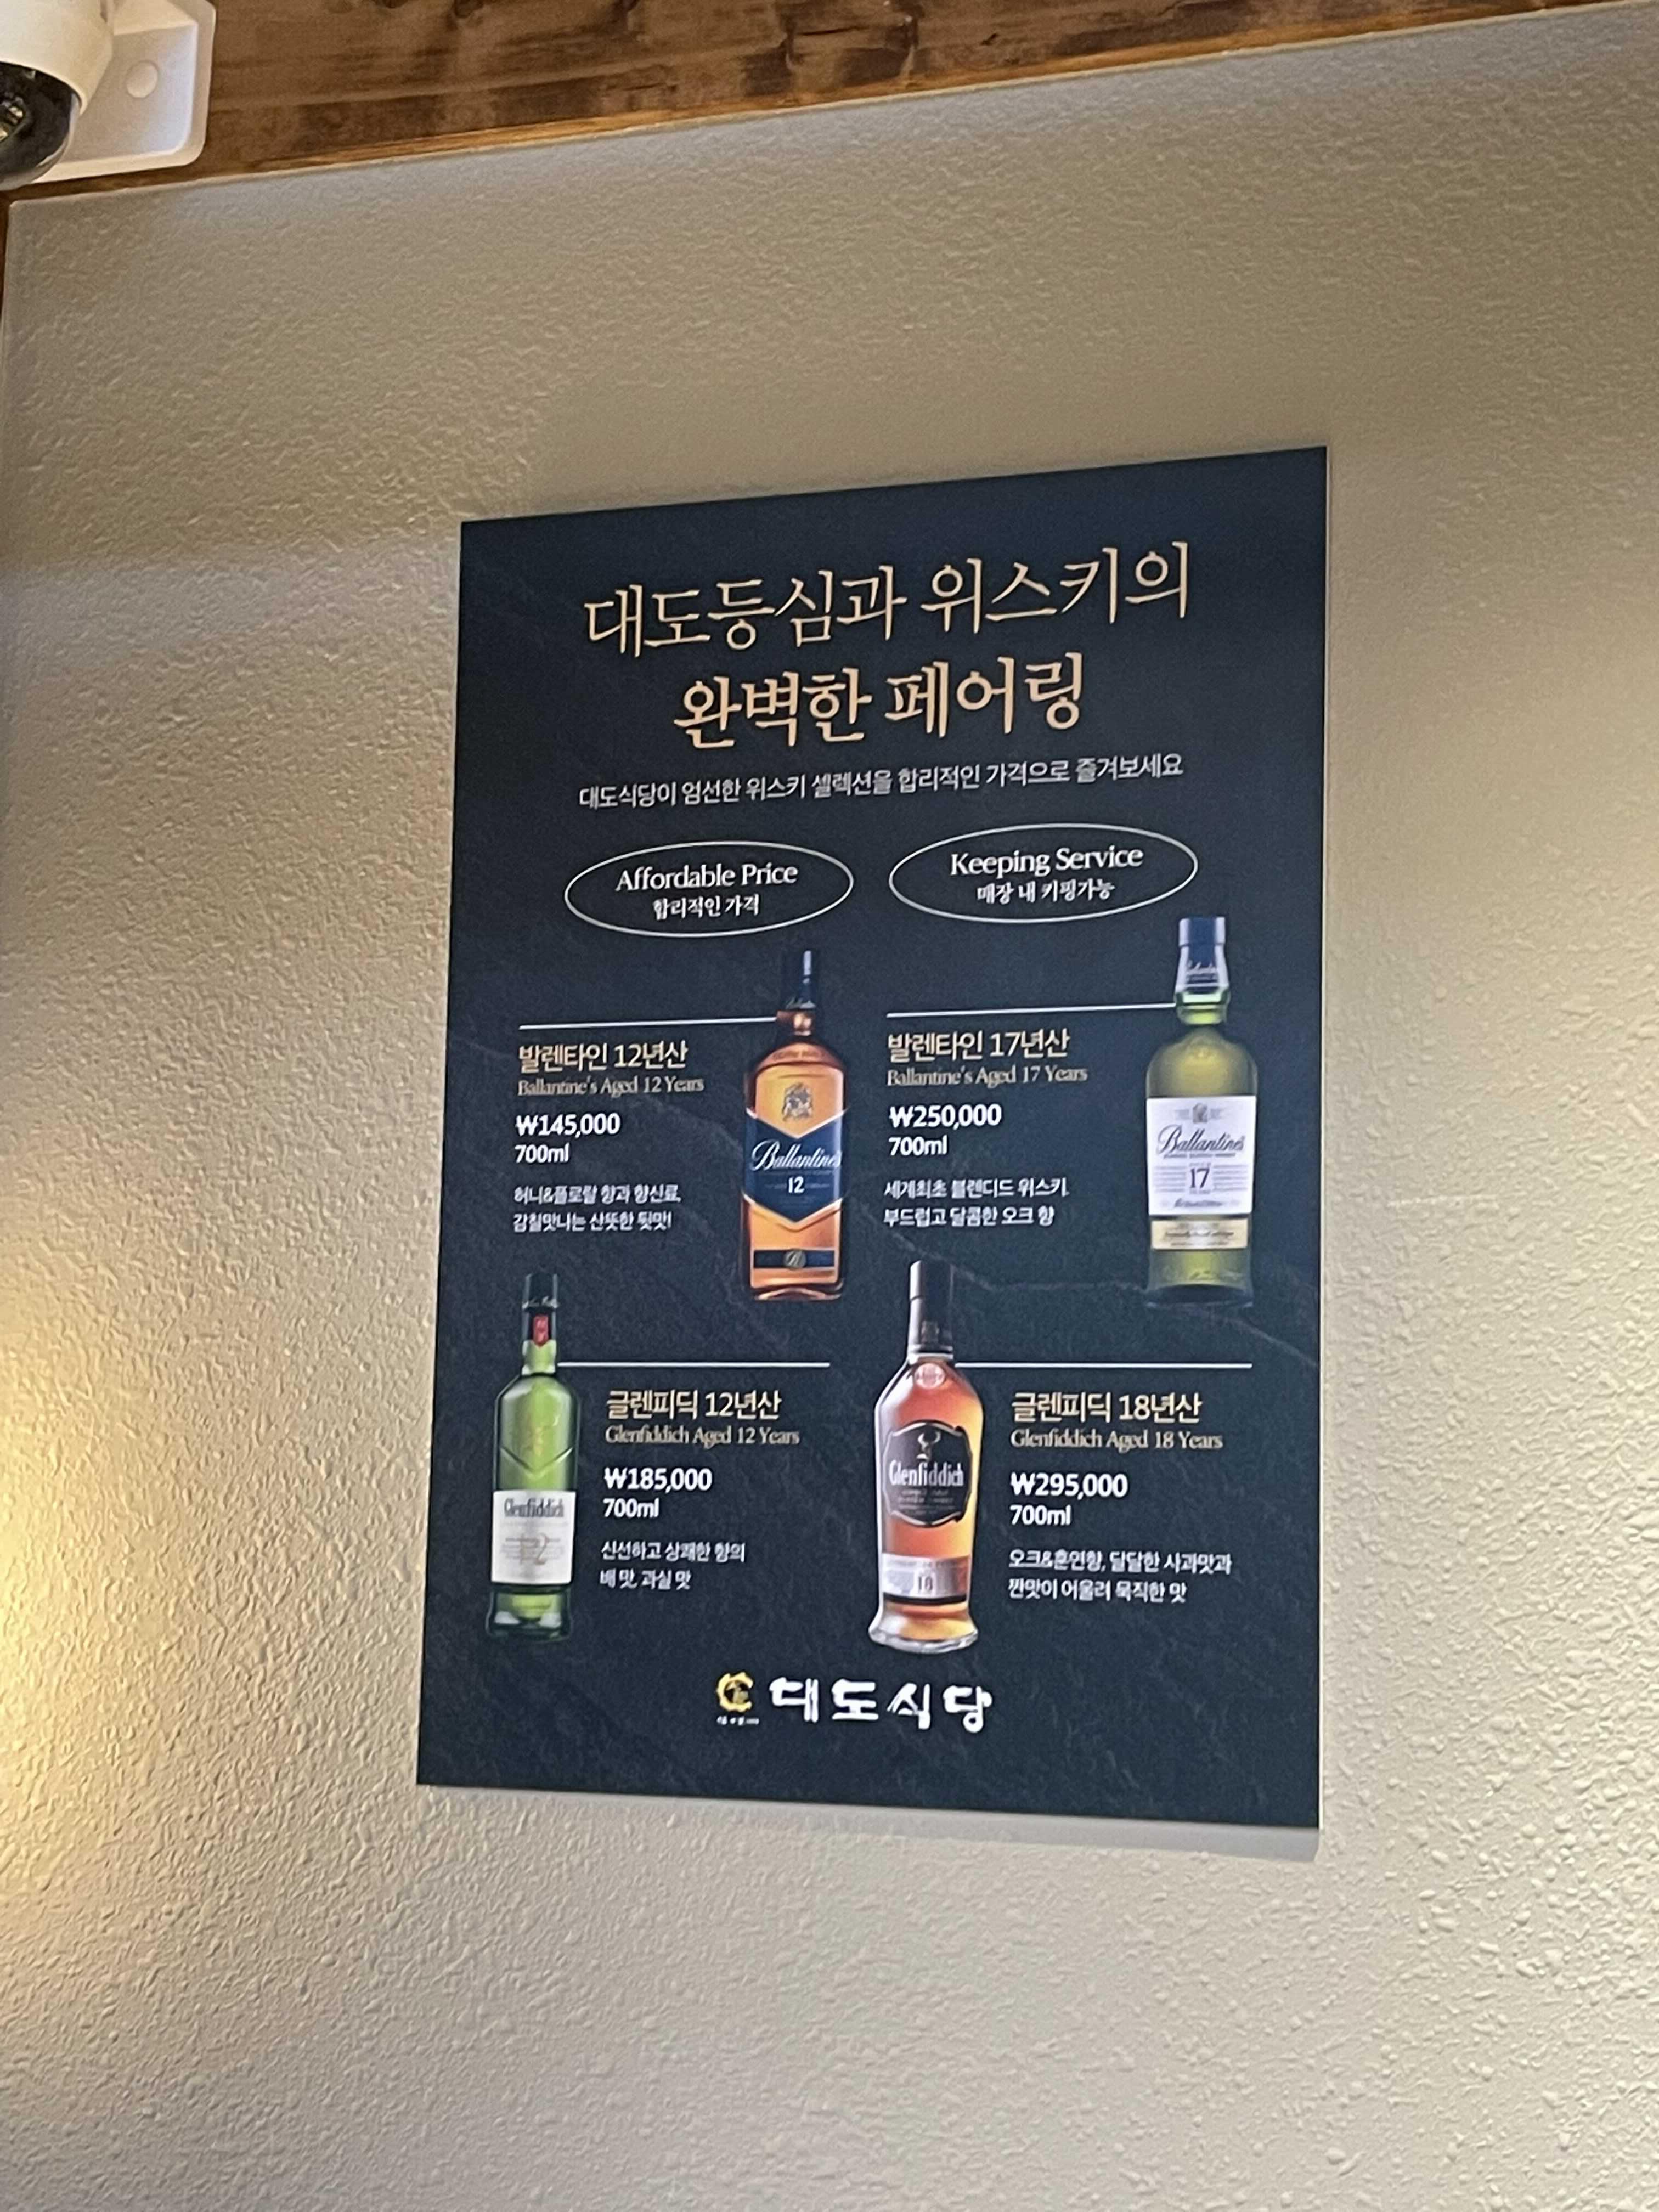 대도등심과 위스키의
완벽한 페어링
대도식당이 엄선한 위스키 셀렉션을 합리적인 가격으로 즐겨보세요
Affordable Price
합리적인 가격
Keeping Service
매장 내 키핑가능
발렌타인 12년산
Ballantine's Aged 12 Years
₩145,000
700ml
허니&플로랄 향과 향신료,
감칠맛나는 산뜻한 뒷맛!
Ballantine's
12
발렌타인 17년산
Ballantine's Aged 17 Years
₩250,000
700ml
세계최초 블렌디드 위스키.
부드럽고 달콤한 오크 향
Ballantine's
17
글렌피딕 12년산
Glenfiddich Aged 12 Years
₩185,000
700ml
신선하고 상쾌한 향의
배 맛, 과실 맛
Glenfiddich
12
글렌피딕 18년산
Glenfiddich Aged 18 Years
₩295,000
700ml
오크&훈연향, 달달한 사과맛과
짠맛이 어울려 묵직한 맛
Glenfiddich
18
대도식당